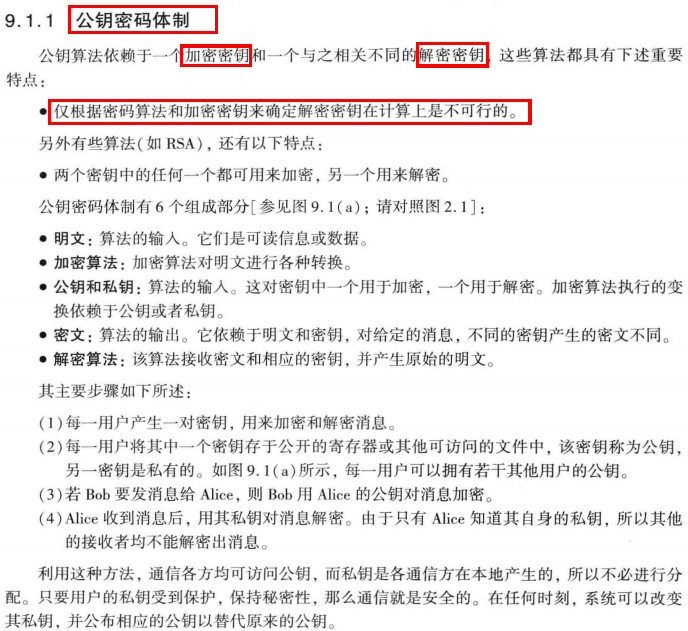 9.1.1 公钥密码体制
公钥算法依赖于一个加密密钥和一个与之相关不同的解密密钥,这些算法都具有下述重要
特点:
● 仅根据密码算法和加密密钥来确定解密密钥在计算上是不可行的。
另外有些算法(如 RSA),还有以下特点:
● 两个密钥中的任何一个都可用来加密,另一个用来解密。
公钥密码体制有 6 个组成部分[参见图 9.1(a);请对照图 2.1]:
● 明文:算法的输入。它们是可读信息或数据。
● 加密算法:加密算法对明文进行各种转换。
● 公钥和私钥:算法的输入。这对密钥中一个用于加密,一个用于解密。加密算法执行的变
换依赖于公钥或者私钥。
● 密文:算法的输出。它依赖于明文和密钥,对给定的消息,不同的密钥产生的密文不同。
● 解密算法:该算法接收密文和相应的密钥,并产生原始的明文。
其主要步骤如下所述:
(1)每一用户产生一对密钥,用来加密和解密消息。
(2)每一用户将其中一个密钥存于公开的寄存器或其他可访问的文件中,该密钥称为公钥,
另一密钥是私有的。如图 9.1(a)所示,每一用户可以拥有若干其他用户的公钥。
(3)若 Bob 要发消息给 Alice,则 Bob 用 Alice 的公钥对消息加密。
(4)Alice 收到消息后,用其私钥对消息解密。由于只有 Alice 知道其自身的私钥,所以其他
的接收者均不能解密出消息。
利用这种方法,通信各方均可访问公钥,而私钥是各通信方在本地产生的,所以不必进行分
配。只要用户的私钥受到保护,保持秘密性,那么通信就是安全的。在任何时刻,系统可以改变
其私钥,并公布相应的公钥以替代原来的公钥。